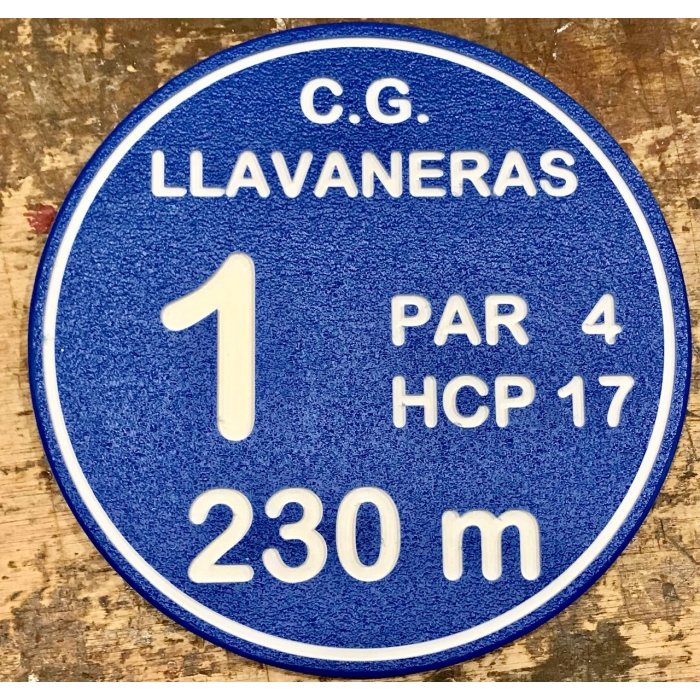 C.G.
LLAVANERAS
1
PAR 4
HCP 17
230 m